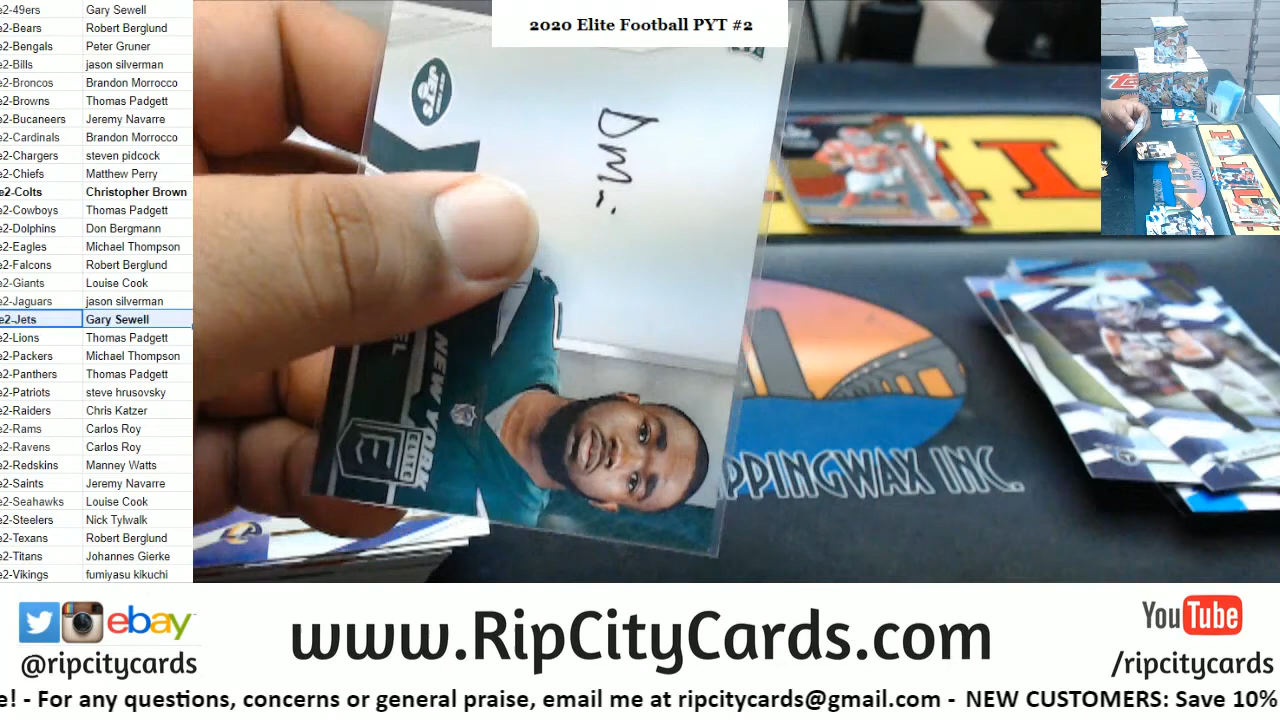 2020 Elite Football PYT #2
e2-49ers Gary Sewell
e2-Bears Robert Berglund
e2-Bengals Peter Gruner
e2-Bills jason silverman
e2-Broncos Brandon Morrocco
e2-Browns Thomas Padgett
e2-Bucaneers Jeremy Navarre
e2-Cardinals Brandon Morrocco
e2-Chargers steven pidcock
e2-Chiefs Matthew Perry
e2-Colts Christopher Brown
e2-Cowboys Thomas Padgett
e2-Dolphins Don Bergmann
e2-Eagles Michael Thompson
e2-Falcons Robert Berglund
e2-Giants Louise Cook
e2-Jaguars jason silverman
e2-Jets Gary Sewell
e2-Lions Thomas Padgett
e2-Packers Michael Thompson
e2-Panthers Thomas Padgett
e2-Patriots steve hrusovsky
e2-Raiders Chris Katzer
e2-Rams Carlos Roy
e2-Ravens Carlos Roy
e2-Redskins Manney Watts
e2-Saints Jeremy Navarre
e2-Seahawks Louise Cook
e2-Steelers Nick Tylwalk
e2-Texans Robert Berglund
e2-Titans Johannes Gierke
e2-Vikings fumiyasu kikuchi
JETS
NEW YORK
ELITE
PPINGWAX INC.
ebay
@ripcitycards
www.RipCityCards.com
YouTube
/ripcitycards
e! - For any questions, concerns or general praise, email me at ripcitycards@gmail.com - NEW CUSTOMERS: Save 10%